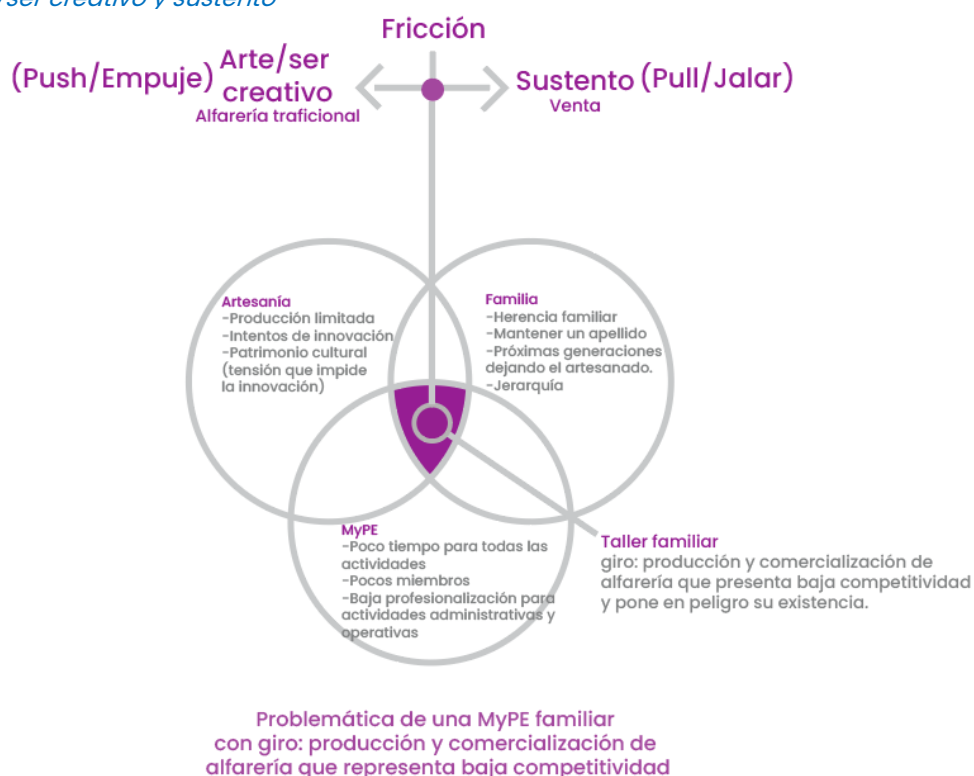 ser creativo y sustento
Fricción
(Push/Empuje)
Arte/ser
creativo
Alfarería traficional
Sustento (Pull/Jalar)
Venta
Artesanía
-Producción limitada
-Intentos de innovación
-Patrimonio cultural
(tensión que impide
la innovación)
Familia
-Herencia familiar
-Mantener un apellido
-Próximas generaciones
dejando el artesanado.
-Jerarquía
MyPE
-Poco tiempo para todas las
actividades
-Pocos miembros
-Baja profesionalización para
actividades administrativas y
operativas
Taller familiar
giro: producción y comercialización de
alfarería que presenta baja competitividad
y pone en peligro su existencia.
Problemática de una MyPE familiar
con giro: producción y comercialización de
alfarería que representa baja competitividad